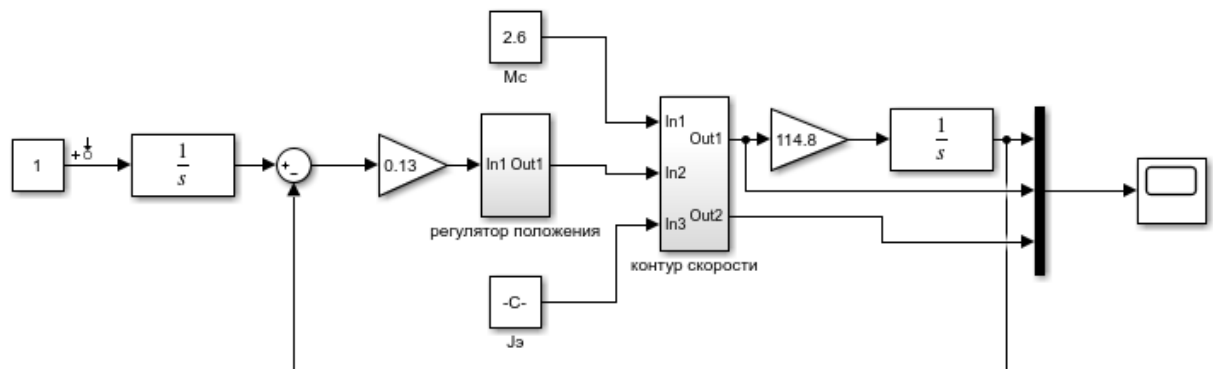 2.6
Mc
1
1
s
+
-
0.13
In1 Out1
регулятор положения
In1
In2
In3
Out1
Out2
контур скорости
114.8
1
s
-C-
Jэ